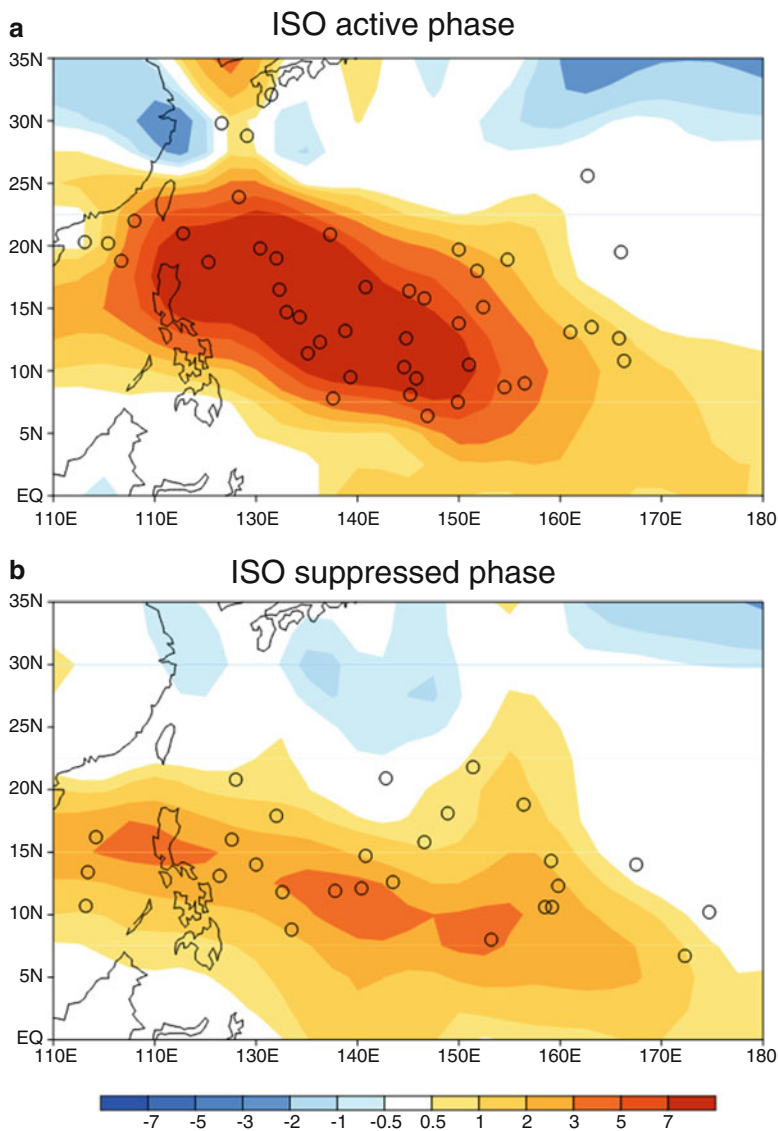 a
ISO active phase
35N
30N
25N
20N
15N
10N
5N
EQ
110E 110E 130E 140E 150E 160E 170E 180
b
ISO suppressed phase
35N
30N
25N
20N
15N
10N
5N
EQ
110E 110E 130E 140E 150E 160E 170E 180
-7 -5 -3 -2 -1 -0.5 0.5 1 2 3 5 7